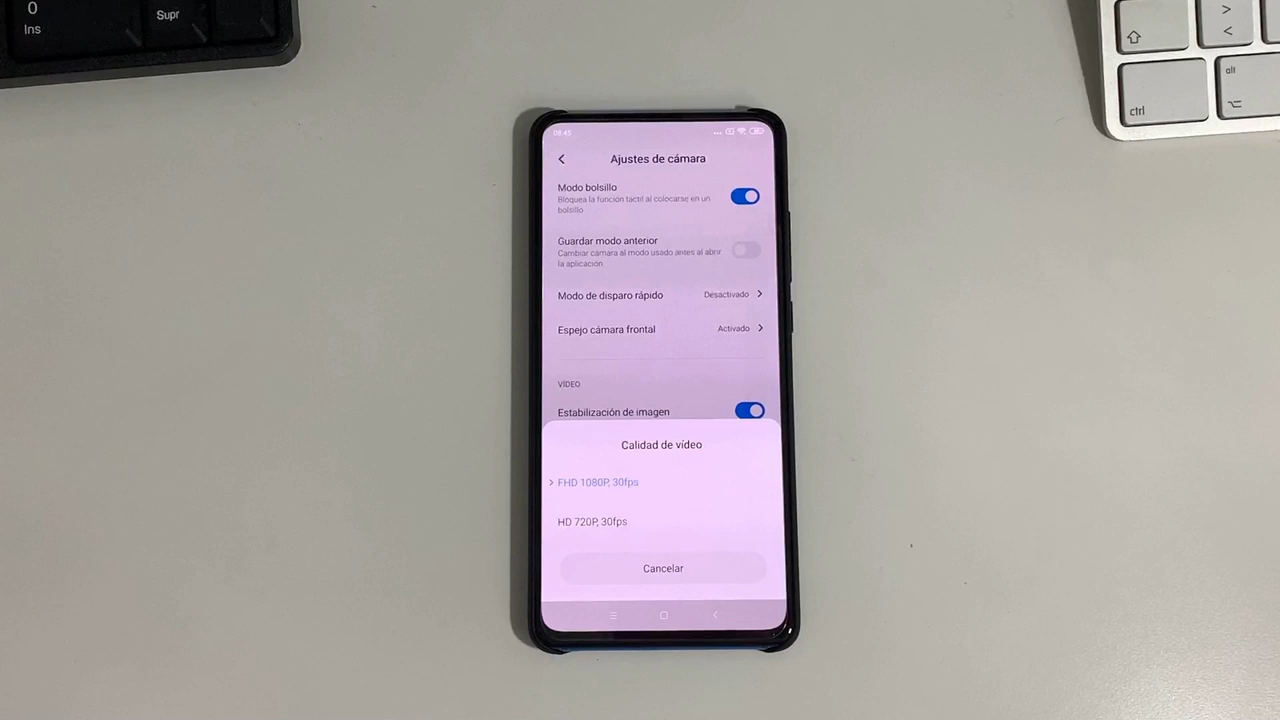 0
Ins
Supr
>
<
alt
ctrl
08:45
Ajustes de cámara
Modo bolsillo
Bloquea la función táctil al colocarse en un
bolsillo
Guardar modo anterior
Cambiar cámara al modo usado antes al abrir
la aplicación
Modo de disparo rápido Desactivado
Espejo cámara frontal Activado
VÍDEO
Estabilización de imagen
Calidad de vídeo
FHD 1080P, 30fps
HD 720P, 30fps
Cancelar